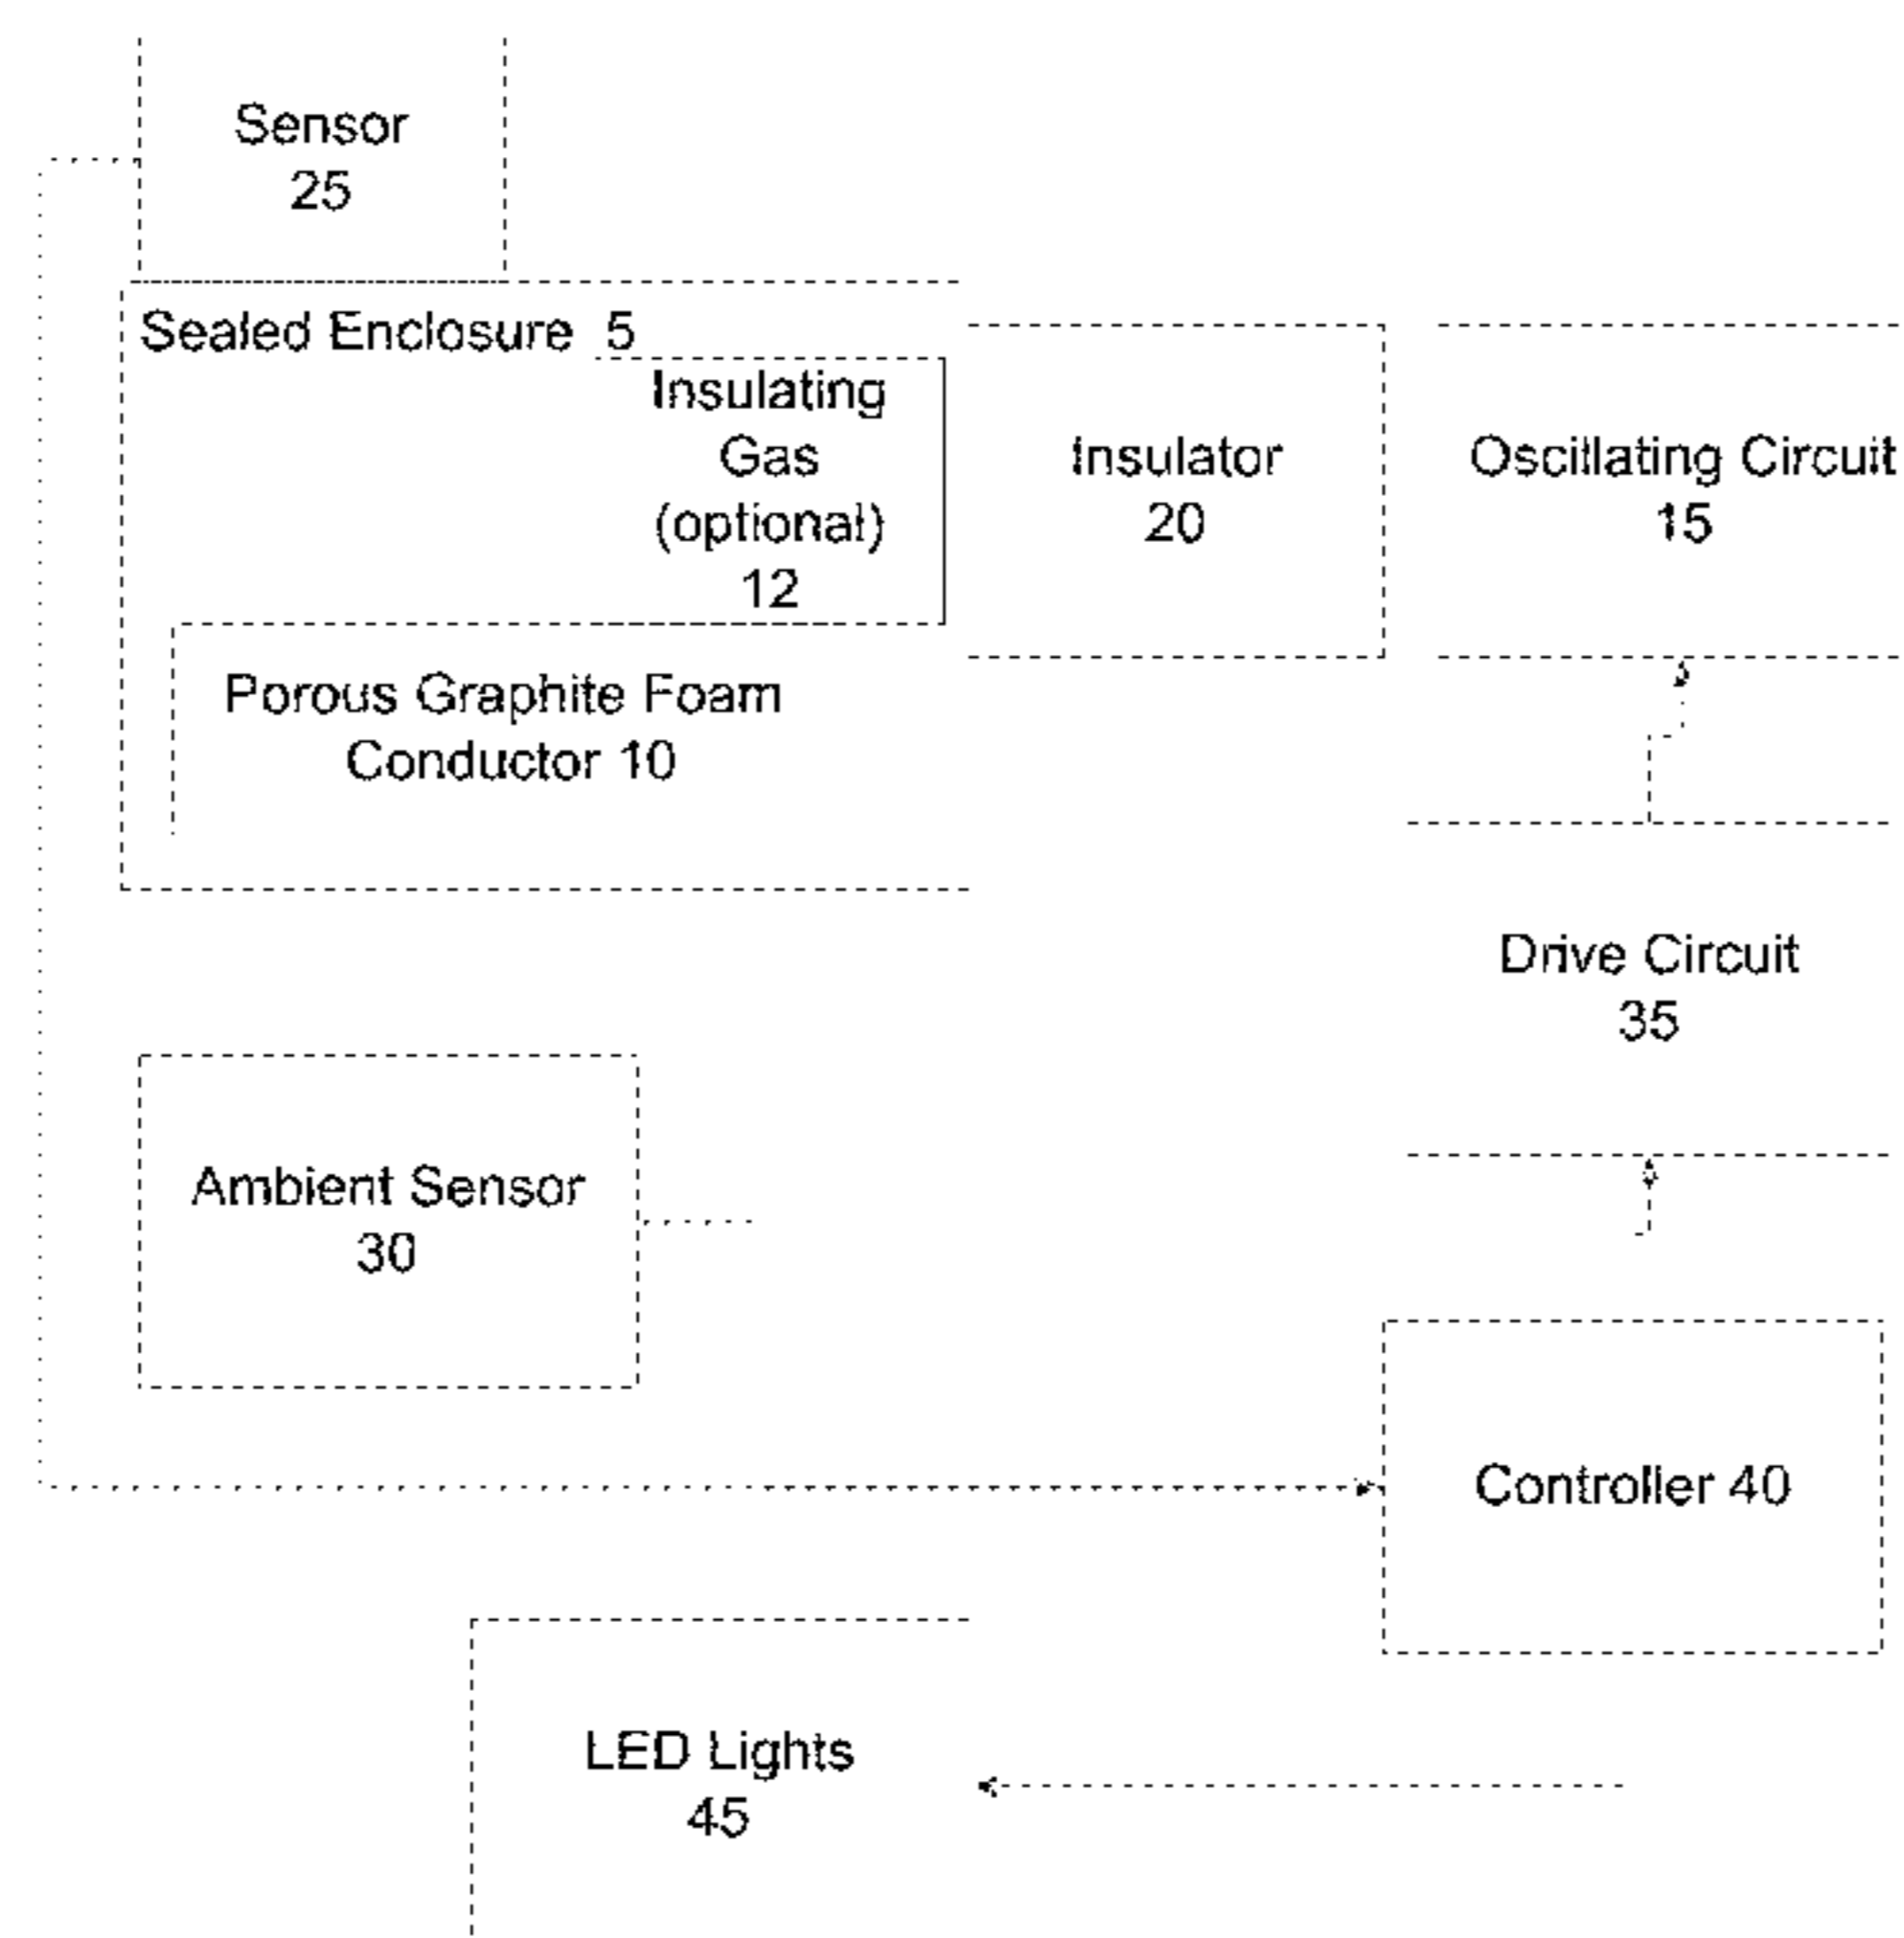 Sensor
25
Sealed Enclosure 5
Insulating
Gas
(optional)
12
Insulator
20
Oscillating Circuit
15
Porous Graphite Foam
Conductor 10
Drive Circuit
35
Ambient Sensor
30
Controller 40
LED Lights
45